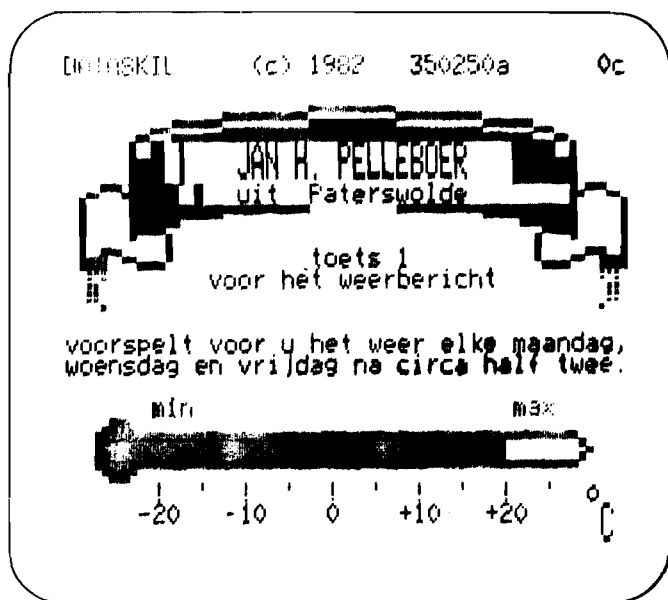 DATASKIL (c) 1982 350250a 0c
JAN H. PELLEBOER
uit Paterswolde
toets 1
voor het weerbericht
voorspelt voor u het weer elke maandag,
woensdag en vrijdag na circa half twee.
min max
-20 -10 0 +10 +20 °C